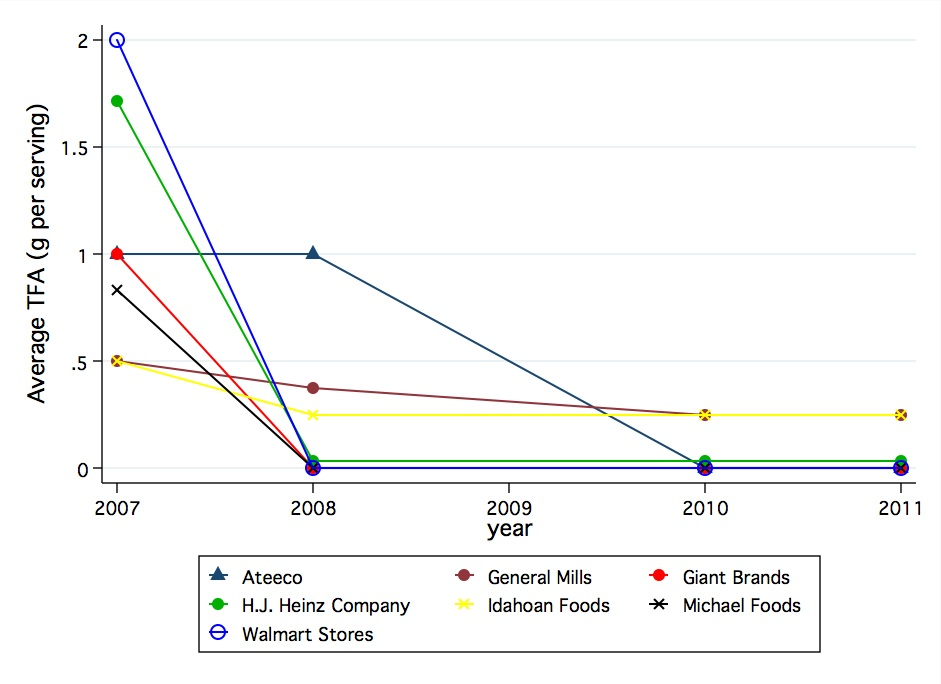 Average TFA (g per serving)
2
1.5
1
.5
0
2007 2008 2009 2010 2011
year
Ateeco General Mills Giant Brands
H.J. Heinz Company Idahoan Foods Michael Foods
Walmart Stores